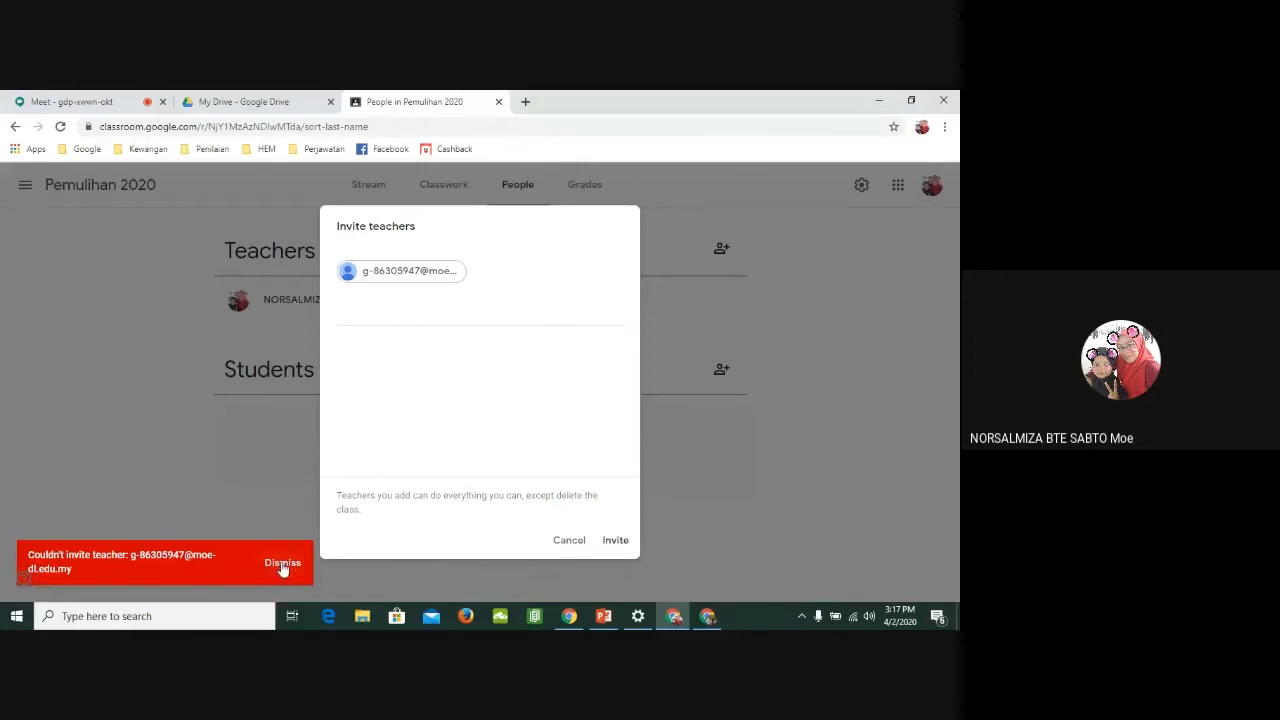 Meet - gdp-xwwn-okt
My Drive - Google Drive
People in Pemulihan 2020
classroom.google.com/r/NjY1MzAzNDIwMTda/sort-last-name
Apps
Google
Kewangan
Penilaian
HEM
Perjawatan
Facebook
Cashback
Pemulihan 2020
Stream
Classwork
People
Grades
Invite teachers
Teachers
g-86305947@moe...
NORSALMIZ
Students
Teachers you add can do everything you can, except delete the
class.
Cancel
Invite
Couldn't invite teacher: g-86305947@moe-
dl.edu.my
Dismiss
NORSALMIZA BTE SABTO Moe
Type here to search
3:17 PM
4/2/2020
6